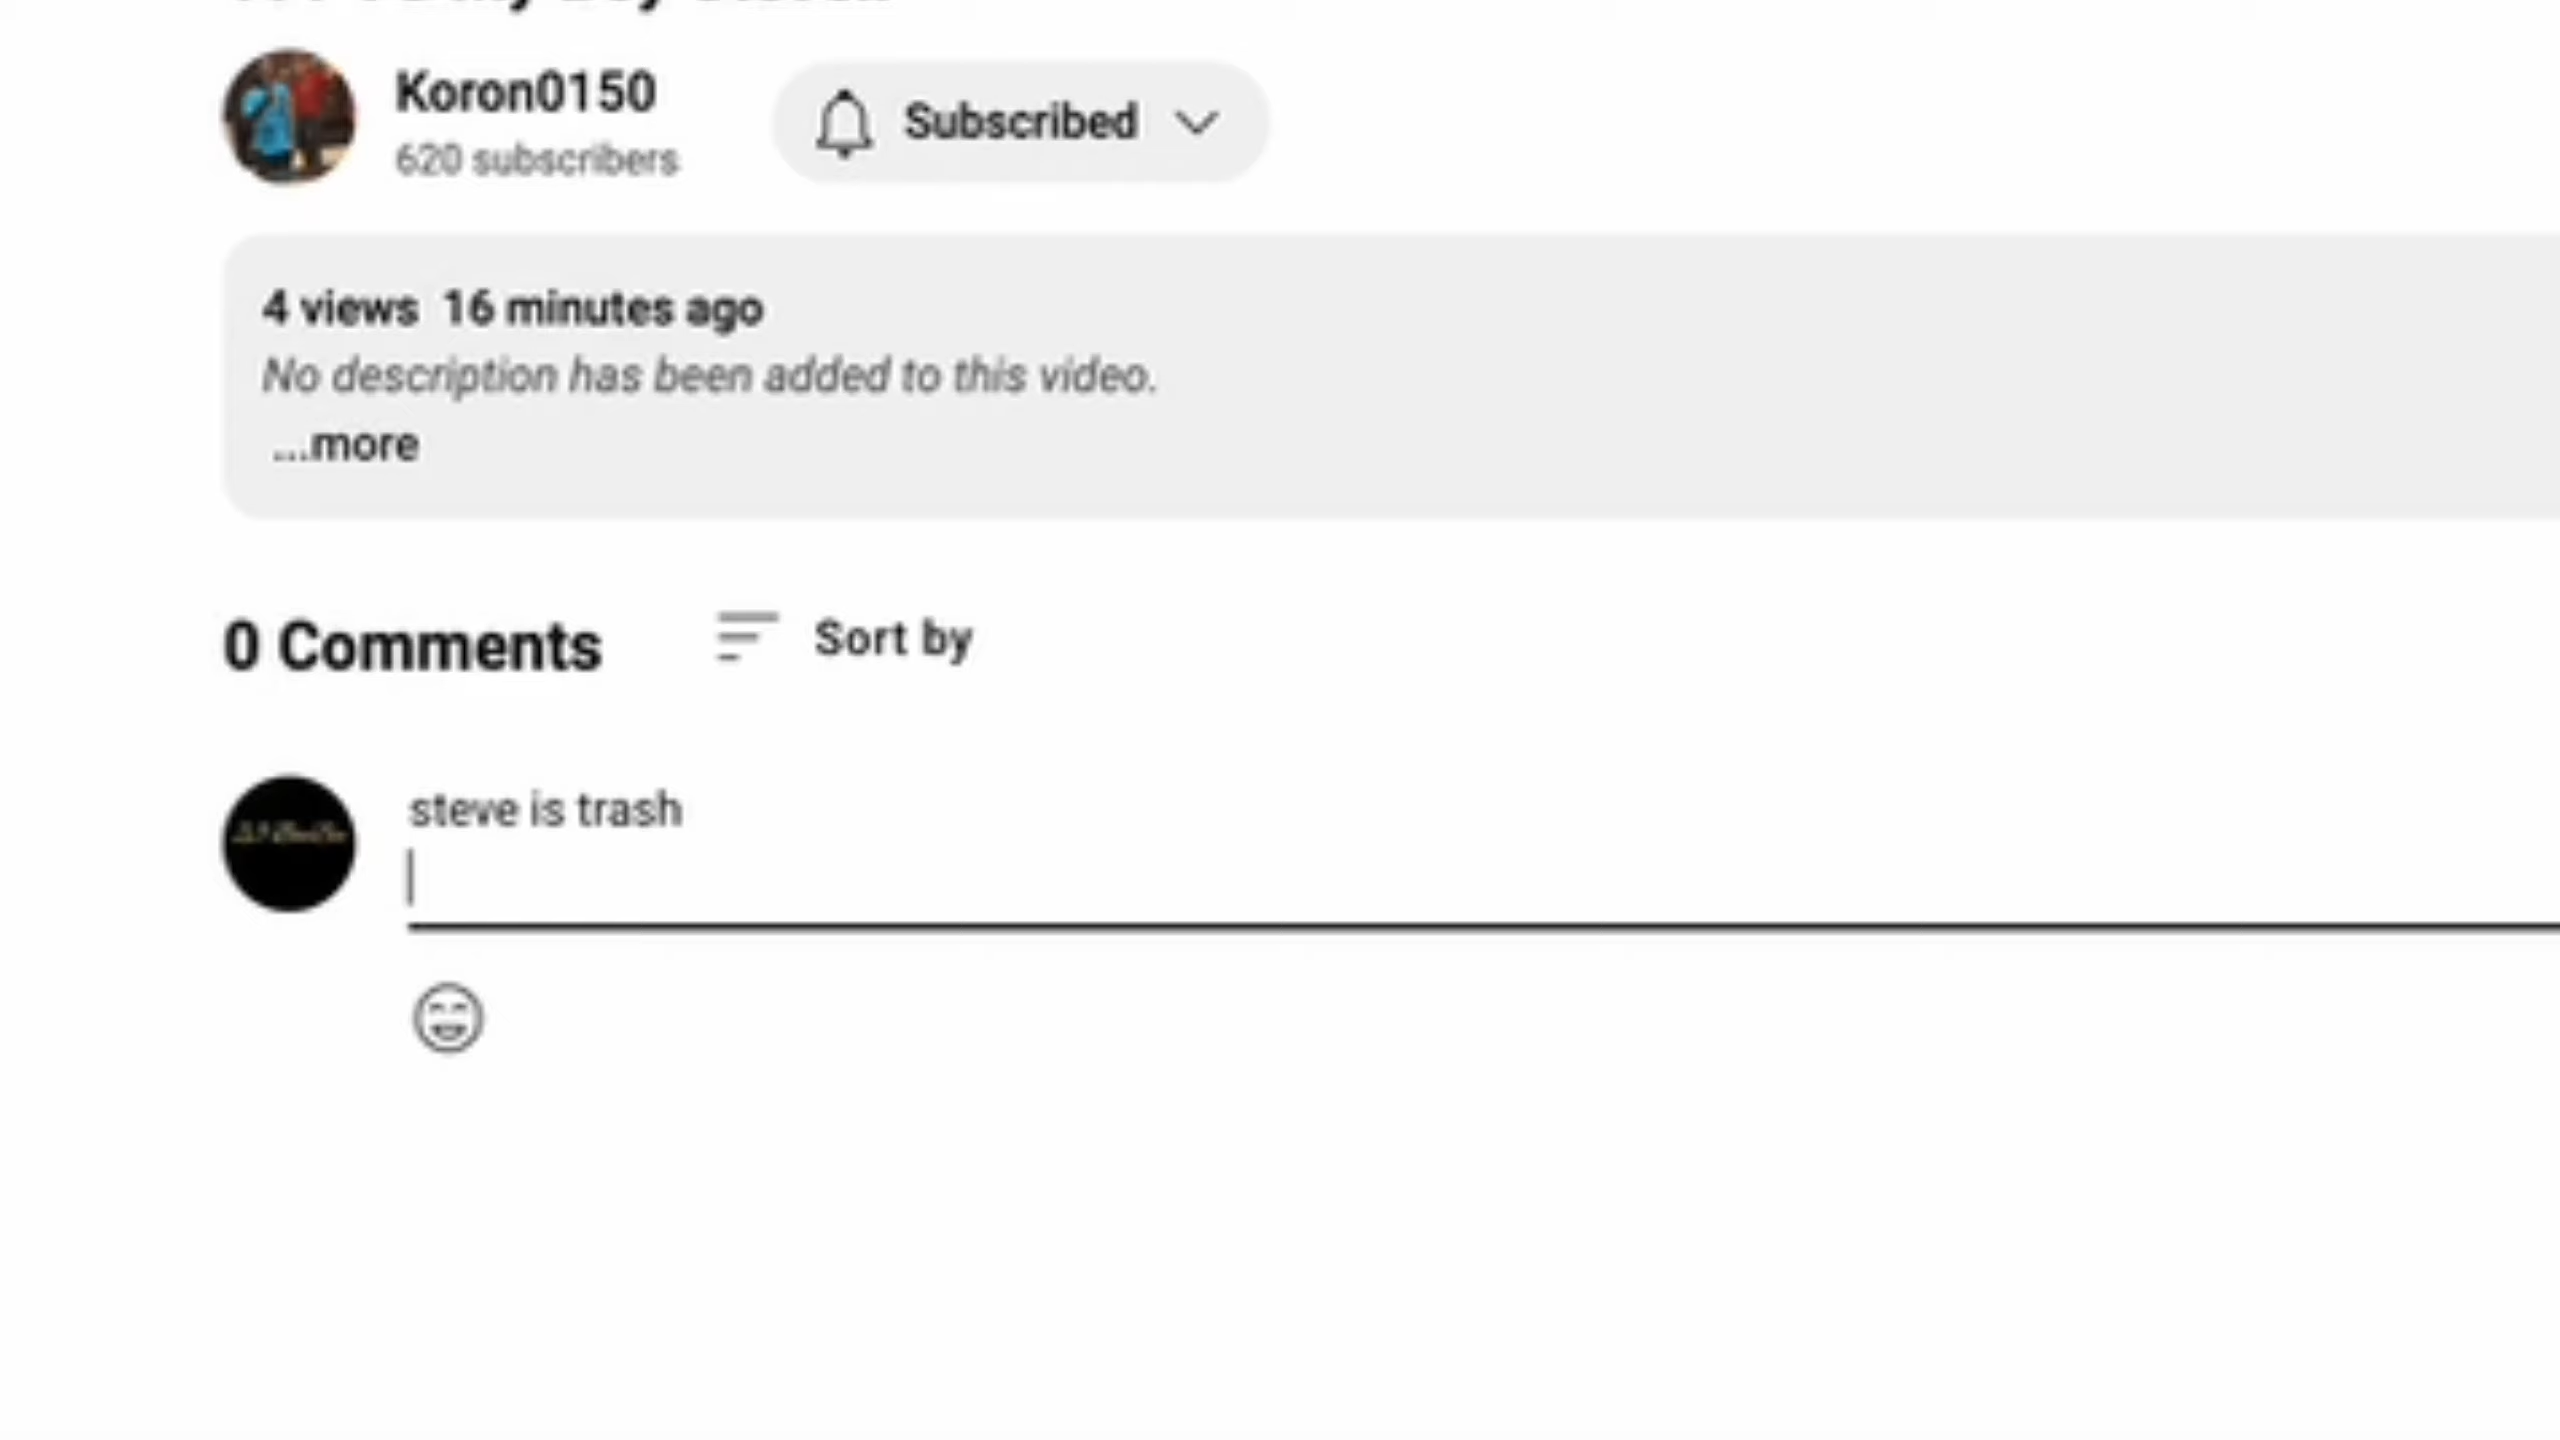 Koron0150
620 subscribers
Subscribed
4 views 16 minutes ago
No description has been added to this video.
...more
0 Comments
Sort by
steve is trash